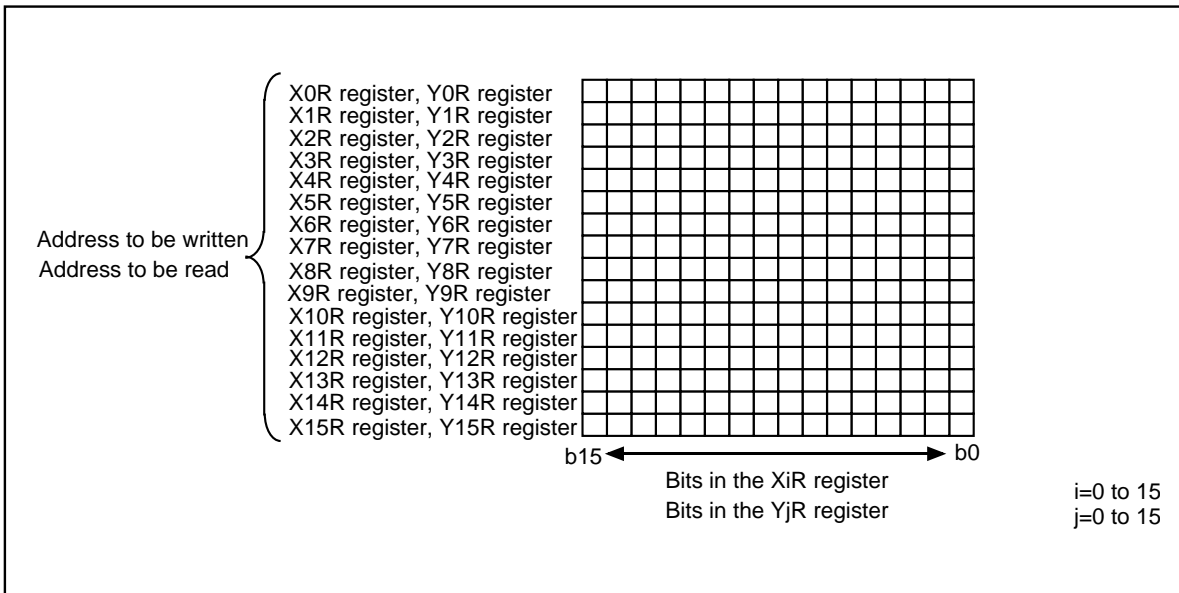 X0R register, Y0R register
X1R register, Y1R register
X2R register, Y2R register
X3R register, Y3R register
X4R register, Y4R register
X5R register, Y5R register
X6R register, Y6R register
Address to be written
X7R register, Y7R register
Address to be read
X8R register, Y8R register
X9R register, Y9R register
X10R register, Y10R register
X11R register, Y11R register
X12R register, Y12R register
X13R register, Y13R register
X14R register, Y14R register
X15R register, Y15R register
b15 b0
Bits in the XiR register
Bits in the YjR register
i=0 to 15
j=0 to 15